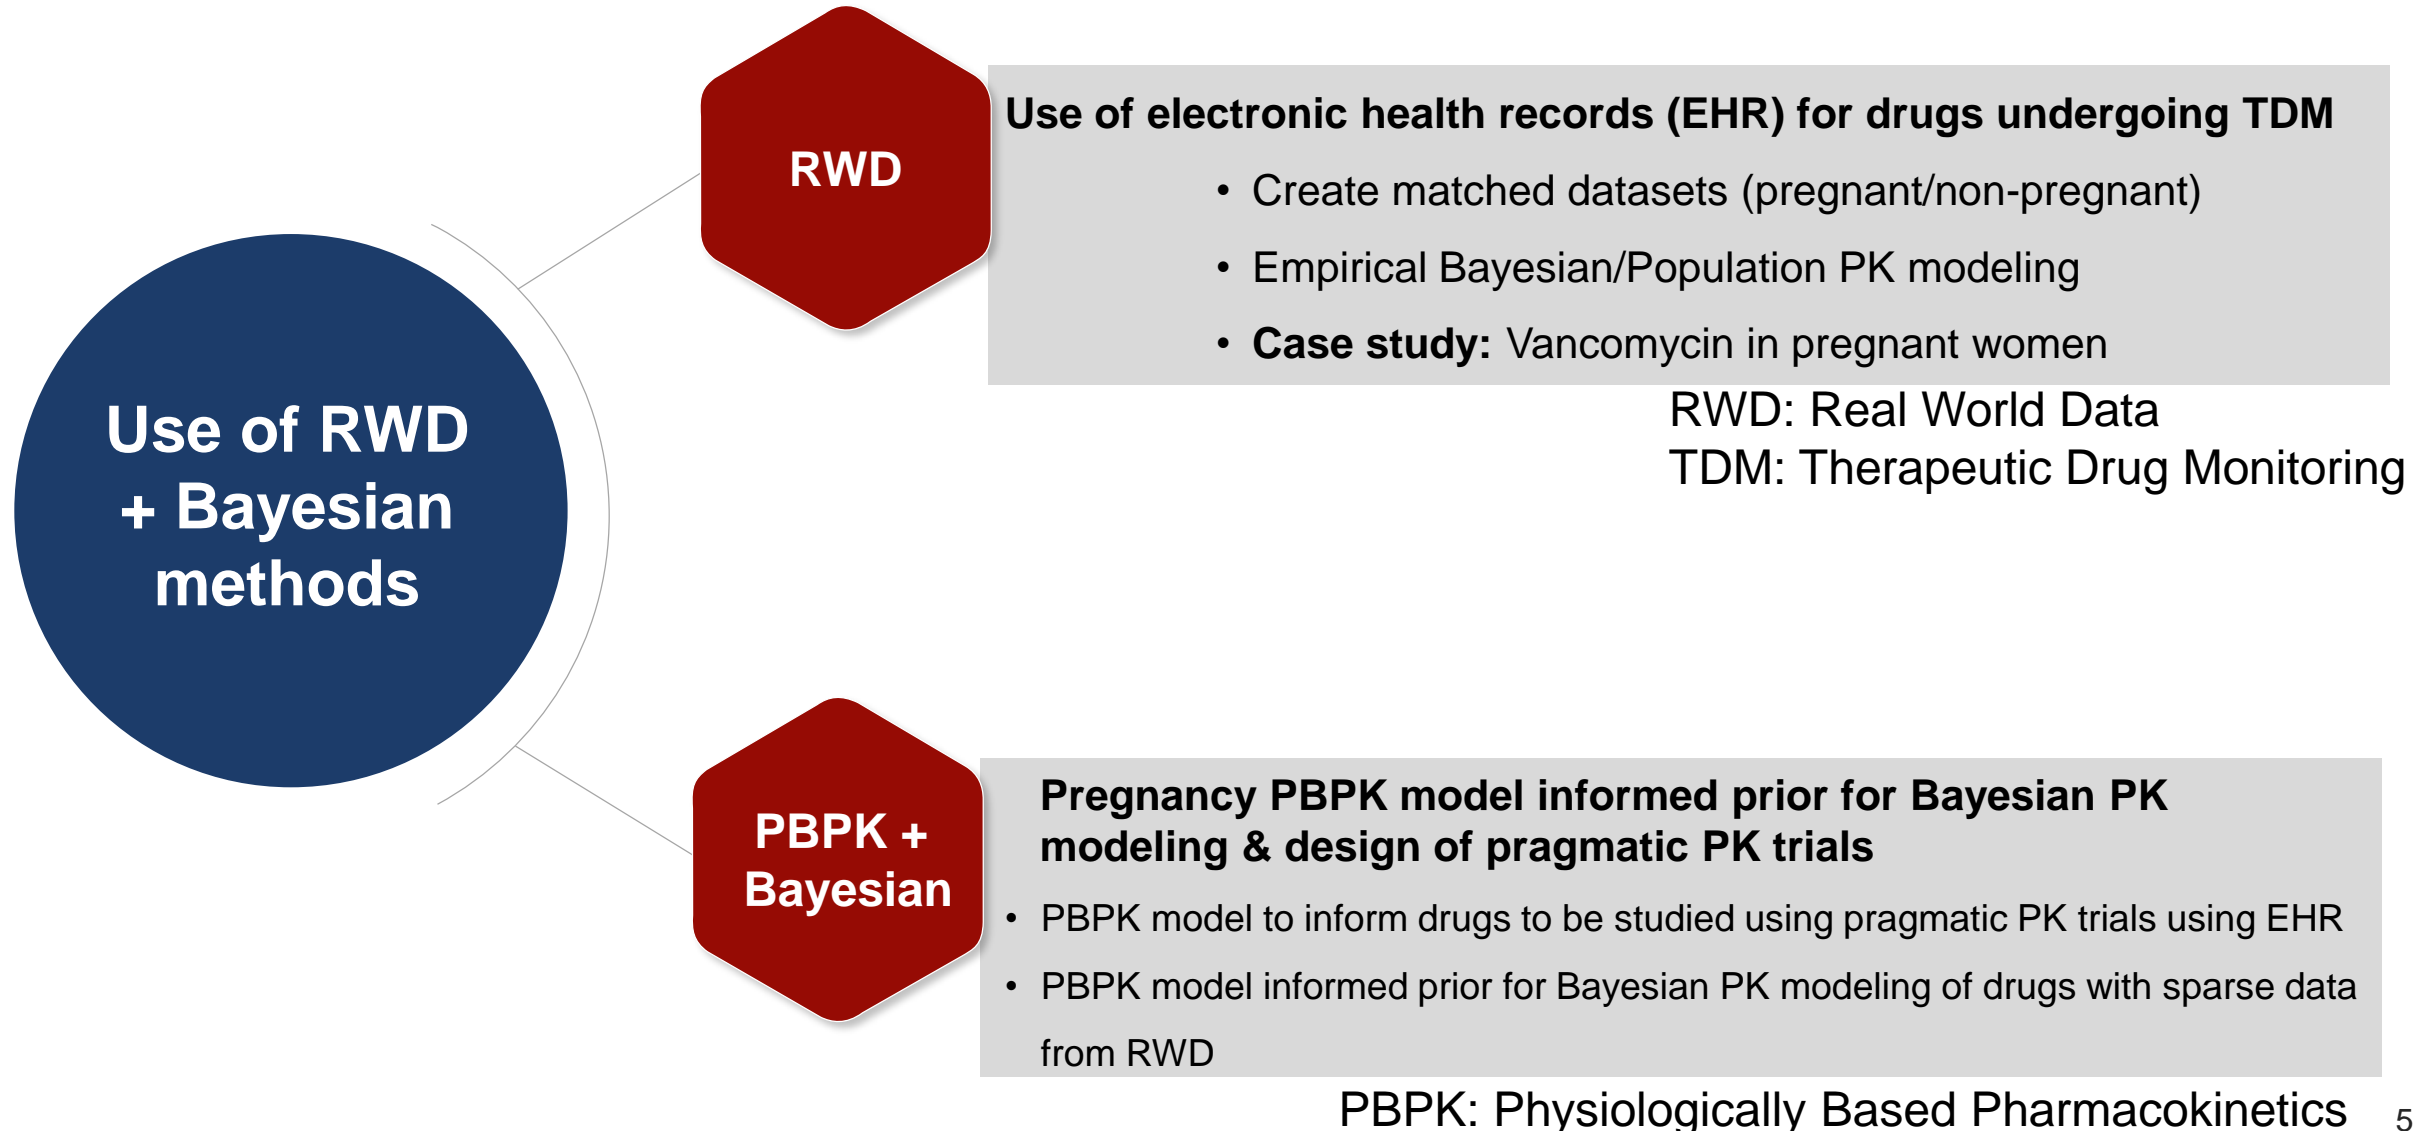 Use of RWD
+ Bayesian
methods
RWD
Use of electronic health records (EHR) for drugs undergoing TDM
• Create matched datasets (pregnant/non-pregnant)
• Empirical Bayesian/Population PK modeling
• Case study: Vancomycin in pregnant women
RWD: Real World Data
TDM: Therapeutic Drug Monitoring
PBPK +
Bayesian
Pregnancy PBPK model informed prior for Bayesian PK
modeling & design of pragmatic PK trials
• PBPK model to inform drugs to be studied using pragmatic PK trials using EHR
• PBPK model informed prior for Bayesian PK modeling of drugs with sparse data
from RWD
PBPK: Physiologically Based Pharmacokinetics
5